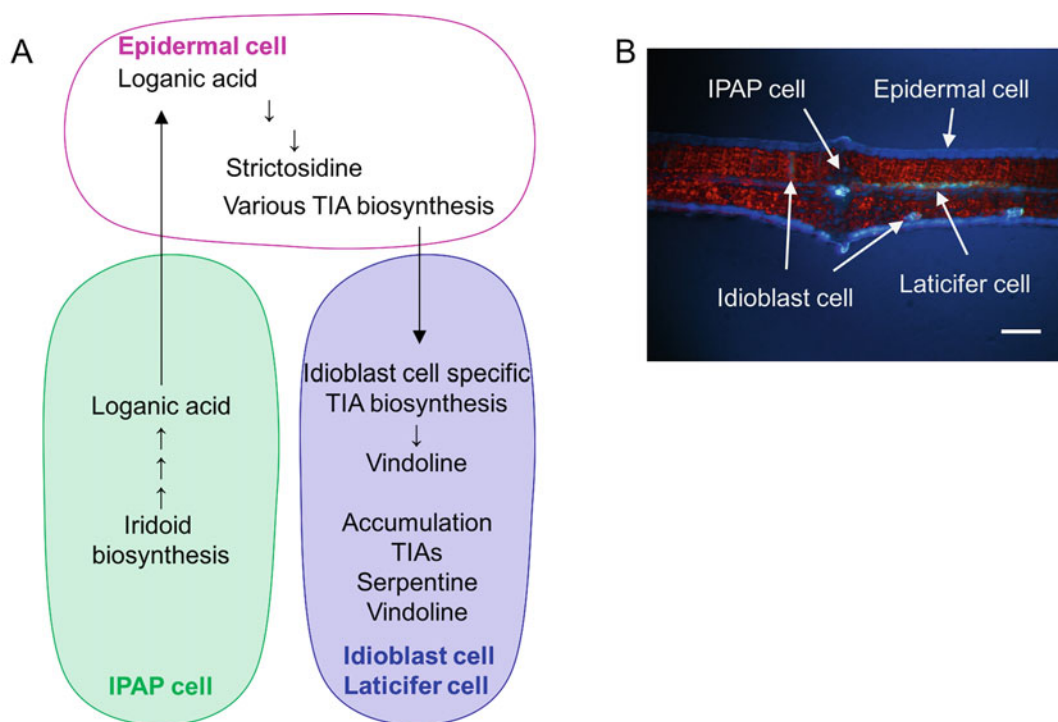 A
Epidermal cell
Loganic acid
↓
↓
Strictosidine
Various TIA biosynthesis
Loganic acid
↑
↑
↑
Iridoid
biosynthesis
IPAP cell
Idioblast cell specific
TIA biosynthesis
↓
Vindoline
Accumulation
TIAs
Serpentine
Vindoline
Idioblast cell
Laticifer cell
B
IPAP cell
Epidermal cell
Idioblast cell
Laticifer cell